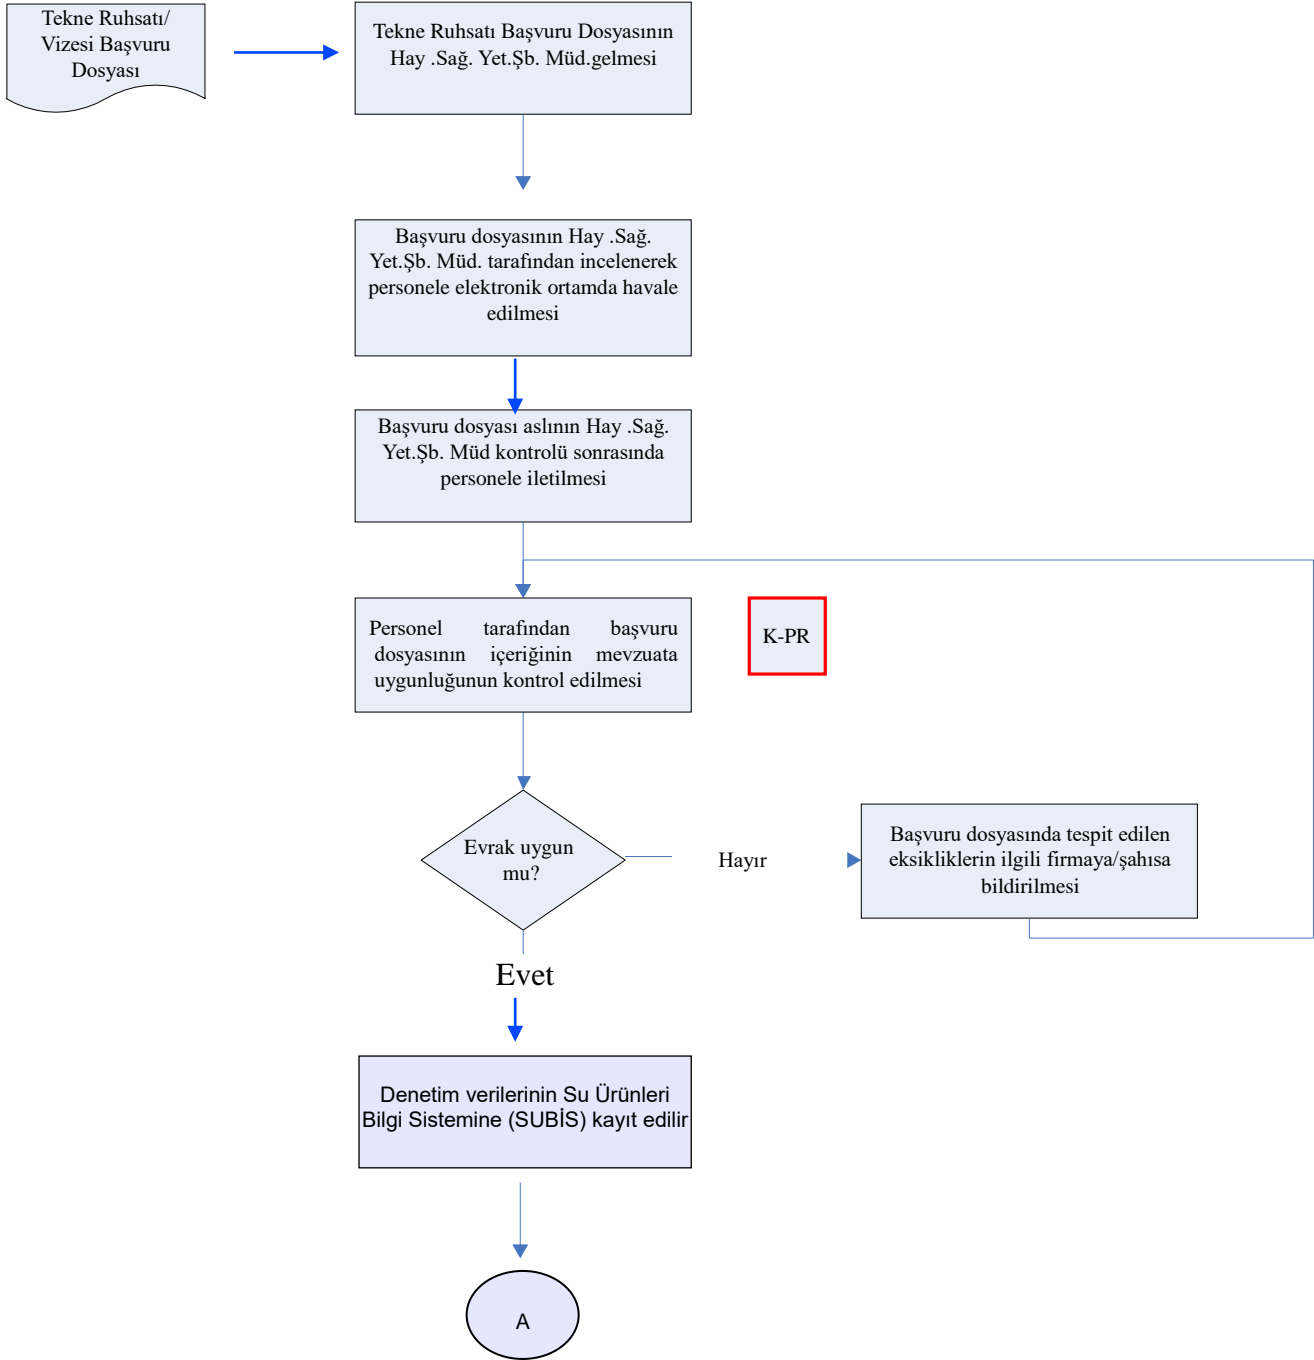 Tekne Ruhsatı/
Vizesi Başvuru
Dosyası
Tekne Ruhsatı Başvuru Dosyasının
Hay .Sağ. Yet.Şb. Müd.gelmesi
Başvuru dosyasının Hay .Sağ.
Yet.Şb. Müd. tarafından incelenerek
personele elektronik ortamda havale
edilmesi
Başvuru dosyası aslının Hay .Sağ.
Yet.Şb. Müd kontrolü sonrasında
personele iletilmesi
Personel tarafından başvuru
dosyasının içeriğinin mevzuata
uygunluğunun kontrol edilmesi
K-PR
Evrak uygun
mu?
Hayır
Başvuru dosyasında tespit edilen
eksikliklerin ilgili firmaya/şahısa
bildirilmesi
Evet
Denetim verilerinin Su Ürünleri
Bilgi Sistemine (SUBİS) kayıt edilir
A